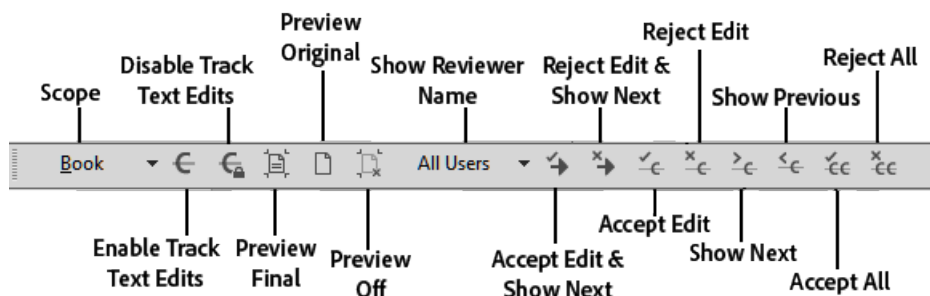 Preview
Original
Reject Edit
Disable Track
Text Edits
Show Reviewer
Name
Reject Edit &
Show Next
Reject All
Scope
Show Previous
Book
All Users
Accept Edit
Enable Track
Text Edits
Preview
Final
Preview
Off
Accept Edit &
Show Next
Show Next
Accept All